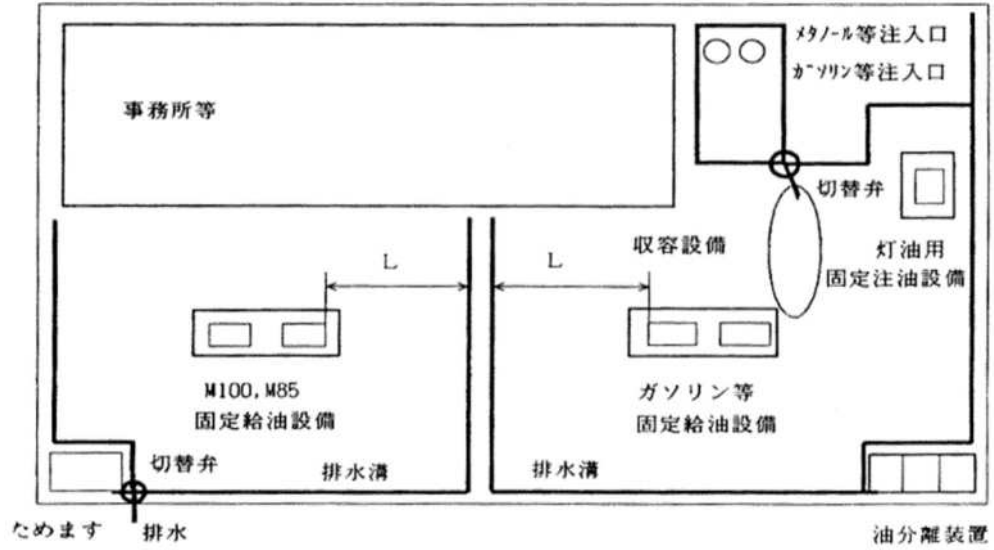 メタノール等注入口
ガソリン等注入口
事務所等
切替弁
収容設備
灯油用
固定注油設備
L
L
M100,M85
固定給油設備
ガソリン等
固定給油設備
切替弁
排水溝
排水溝
ためます
排水
油分離装置